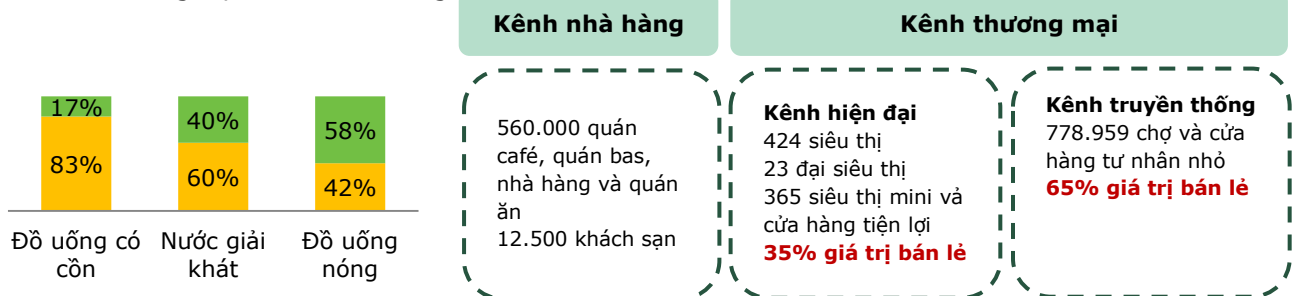 Kênh nhà hàng
Kênh thương mại
17%
83%
40%
60%
58%
42%
Đồ uống có
cồn
Nước giải
khát
Đồ uống
nóng
560.000 quán
café, quán bas,
nhà hàng và quán
ăn
12.500 khách sạn
Kênh hiện đại
424 siêu thị
23 đại siêu thị
365 siêu thị mini vả
cửa hàng tiện lợi
35% giá trị bán lẻ
Kênh truyền thống
778.959 chợ và cửa
hàng tư nhân nhỏ
65% giá trị bán lẻ